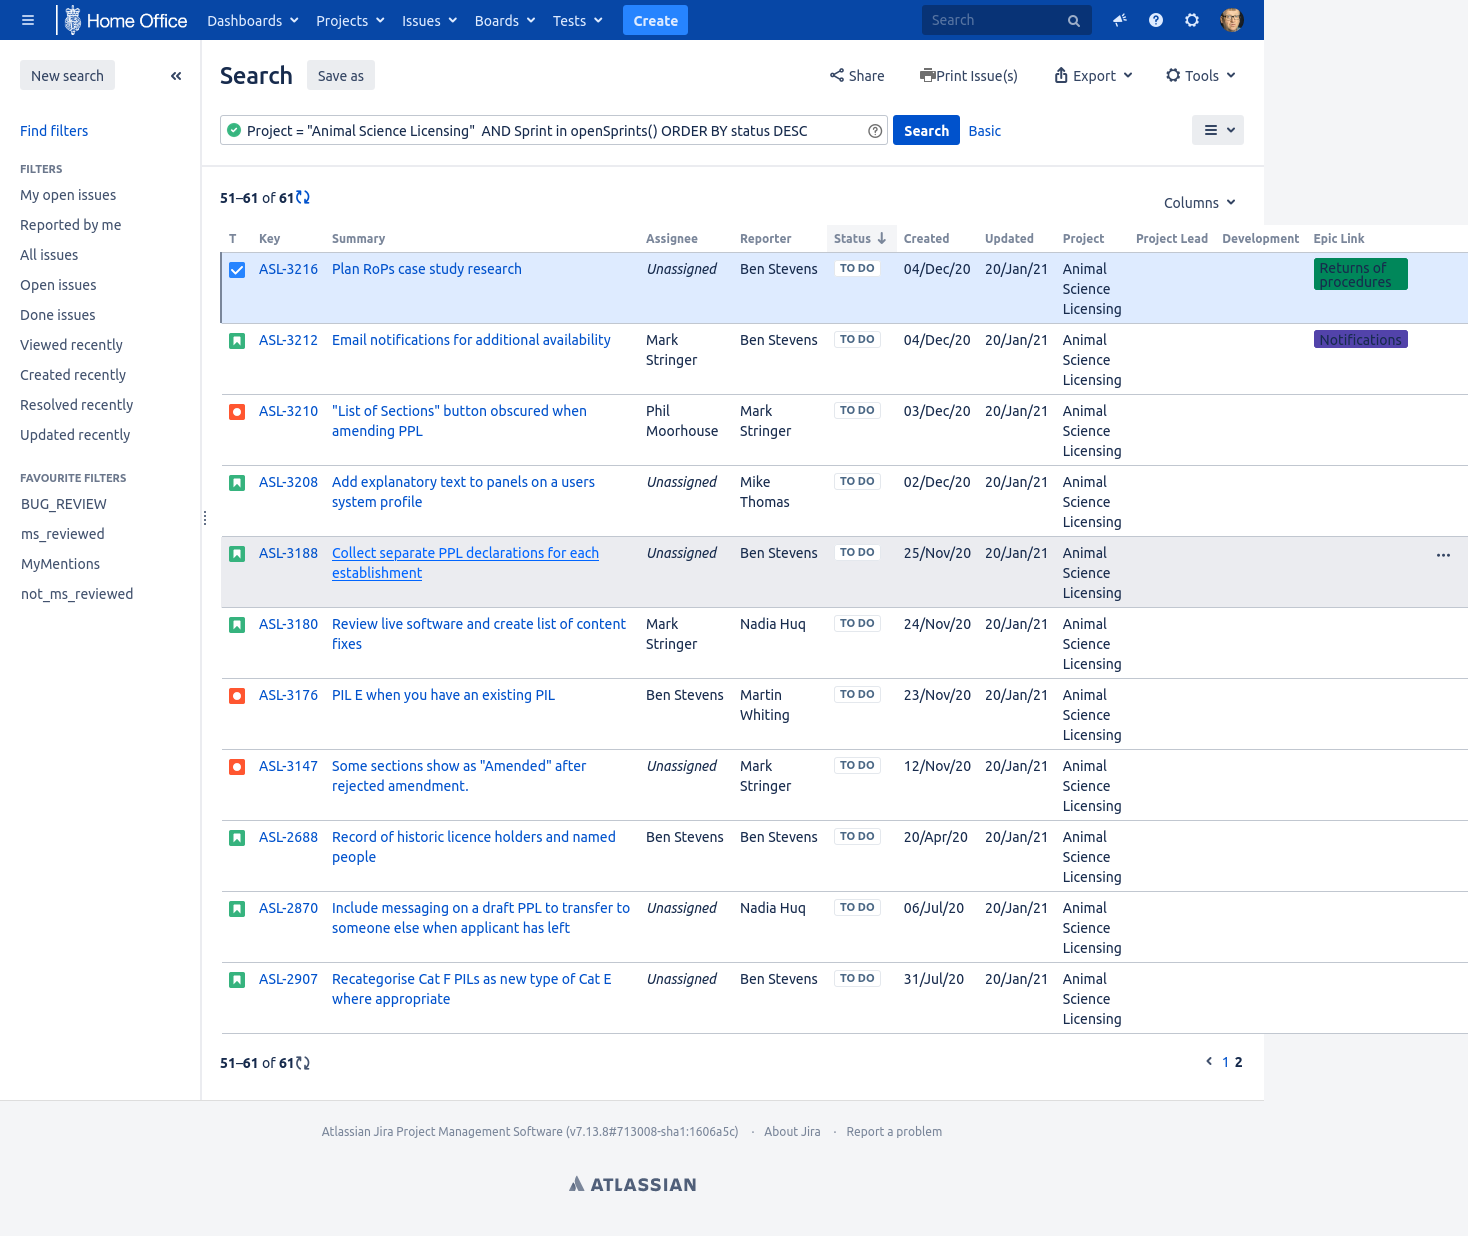 Home Office Dashboards Projects Issues Boards Tests Create Search
New search
Search Save as Share Print Issue(s) Export Tools
Find filters
Project = "Animal Science Licensing"  AND Sprint in openSprints() ORDER BY status DESC Search Basic
FILTERS
My open issues
Reported by me
All issues
Open issues
Done issues
Viewed recently
Created recently
Resolved recently
Updated recently
FAVOURITE FILTERS
BUG_REVIEW
ms_reviewed
MyMentions
not_ms_reviewed
51–61 of 61
Columns
T Key Summary Assignee Reporter Status Created Updated Project Project Lead Development Epic Link
ASL-3216 Plan RoPs case study research Unassigned Ben Stevens TO DO 04/Dec/20 20/Jan/21 Animal Returns of
Science procedures
Licensing
ASL-3212 Email notifications for additional availability Mark Ben Stevens TO DO 04/Dec/20 20/Jan/21 Animal Notifications
Stringer Science
Licensing
ASL-3210 "List of Sections" button obscured when Phil Mark TO DO 03/Dec/20 20/Jan/21 Animal
amending PPL Moorhouse Stringer Science
Licensing
ASL-3208 Add explanatory text to panels on a users Unassigned Mike TO DO 02/Dec/20 20/Jan/21 Animal
system profile Thomas Science
Licensing
ASL-3188 Collect separate PPL declarations for each Unassigned Ben Stevens TO DO 25/Nov/20 20/Jan/21 Animal
establishment Science
Licensing
ASL-3180 Review live software and create list of content Mark Nadia Huq TO DO 24/Nov/20 20/Jan/21 Animal
fixes Stringer Science
Licensing
ASL-3176 PIL E when you have an existing PIL Ben Stevens Martin TO DO 23/Nov/20 20/Jan/21 Animal
Whiting Science
Licensing
ASL-3147 Some sections show as "Amended" after Unassigned Mark TO DO 12/Nov/20 20/Jan/21 Animal
rejected amendment. Stringer Science
Licensing
ASL-2688 Record of historic licence holders and named Ben Stevens Ben Stevens TO DO 20/Apr/20 20/Jan/21 Animal
people Science
Licensing
ASL-2870 Include messaging on a draft PPL to transfer to Unassigned Nadia Huq TO DO 06/Jul/20 20/Jan/21 Animal
someone else when applicant has left Science
Licensing
ASL-2907 Recategorise Cat F PILs as new type of Cat E Unassigned Ben Stevens TO DO 31/Jul/20 20/Jan/21 Animal
where appropriate Science
Licensing
51–61 of 61 1 2
Atlassian Jira Project Management Software (v7.13.8#713008-sha1:1606a5c) · About Jira · Report a problem
ATLASSIAN